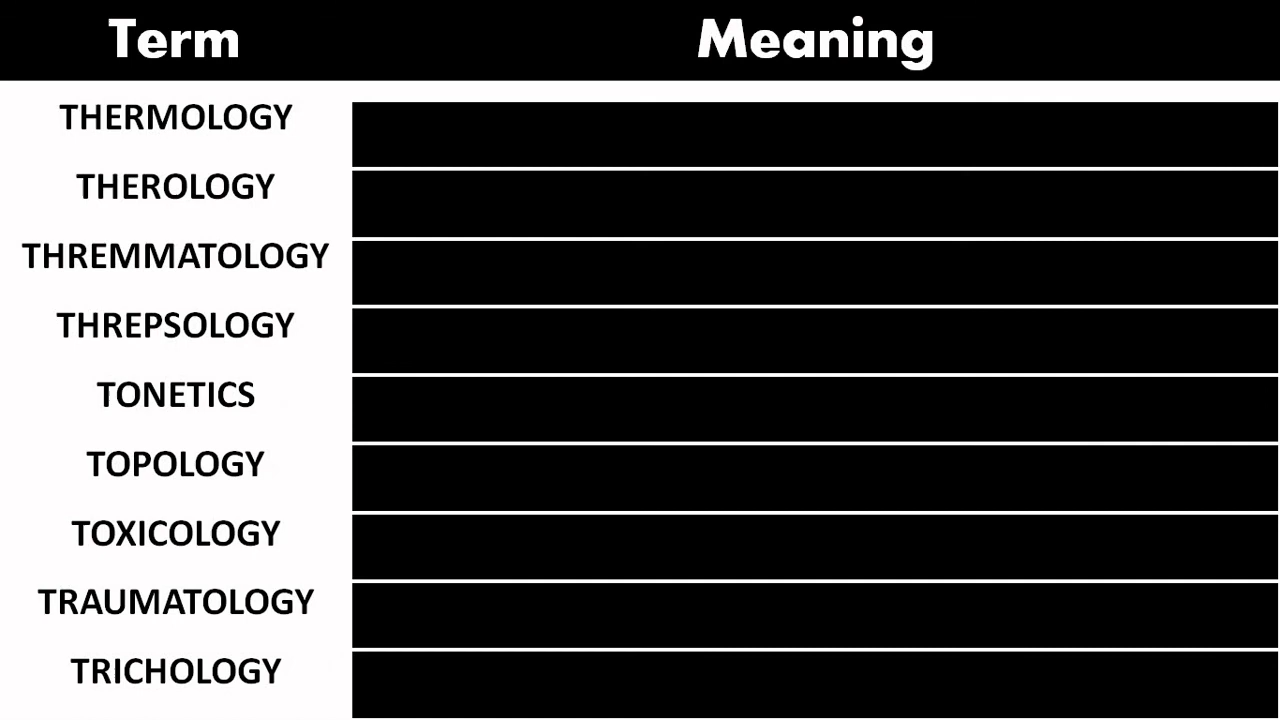 Term Meaning
THERMOLOGY
THEROLOGY
THREMMATOLOGY
THREPSOLOGY
TONETICS
TOPOLOGY
TOXICOLOGY
TRAUMATOLOGY
TRICHOLOGY